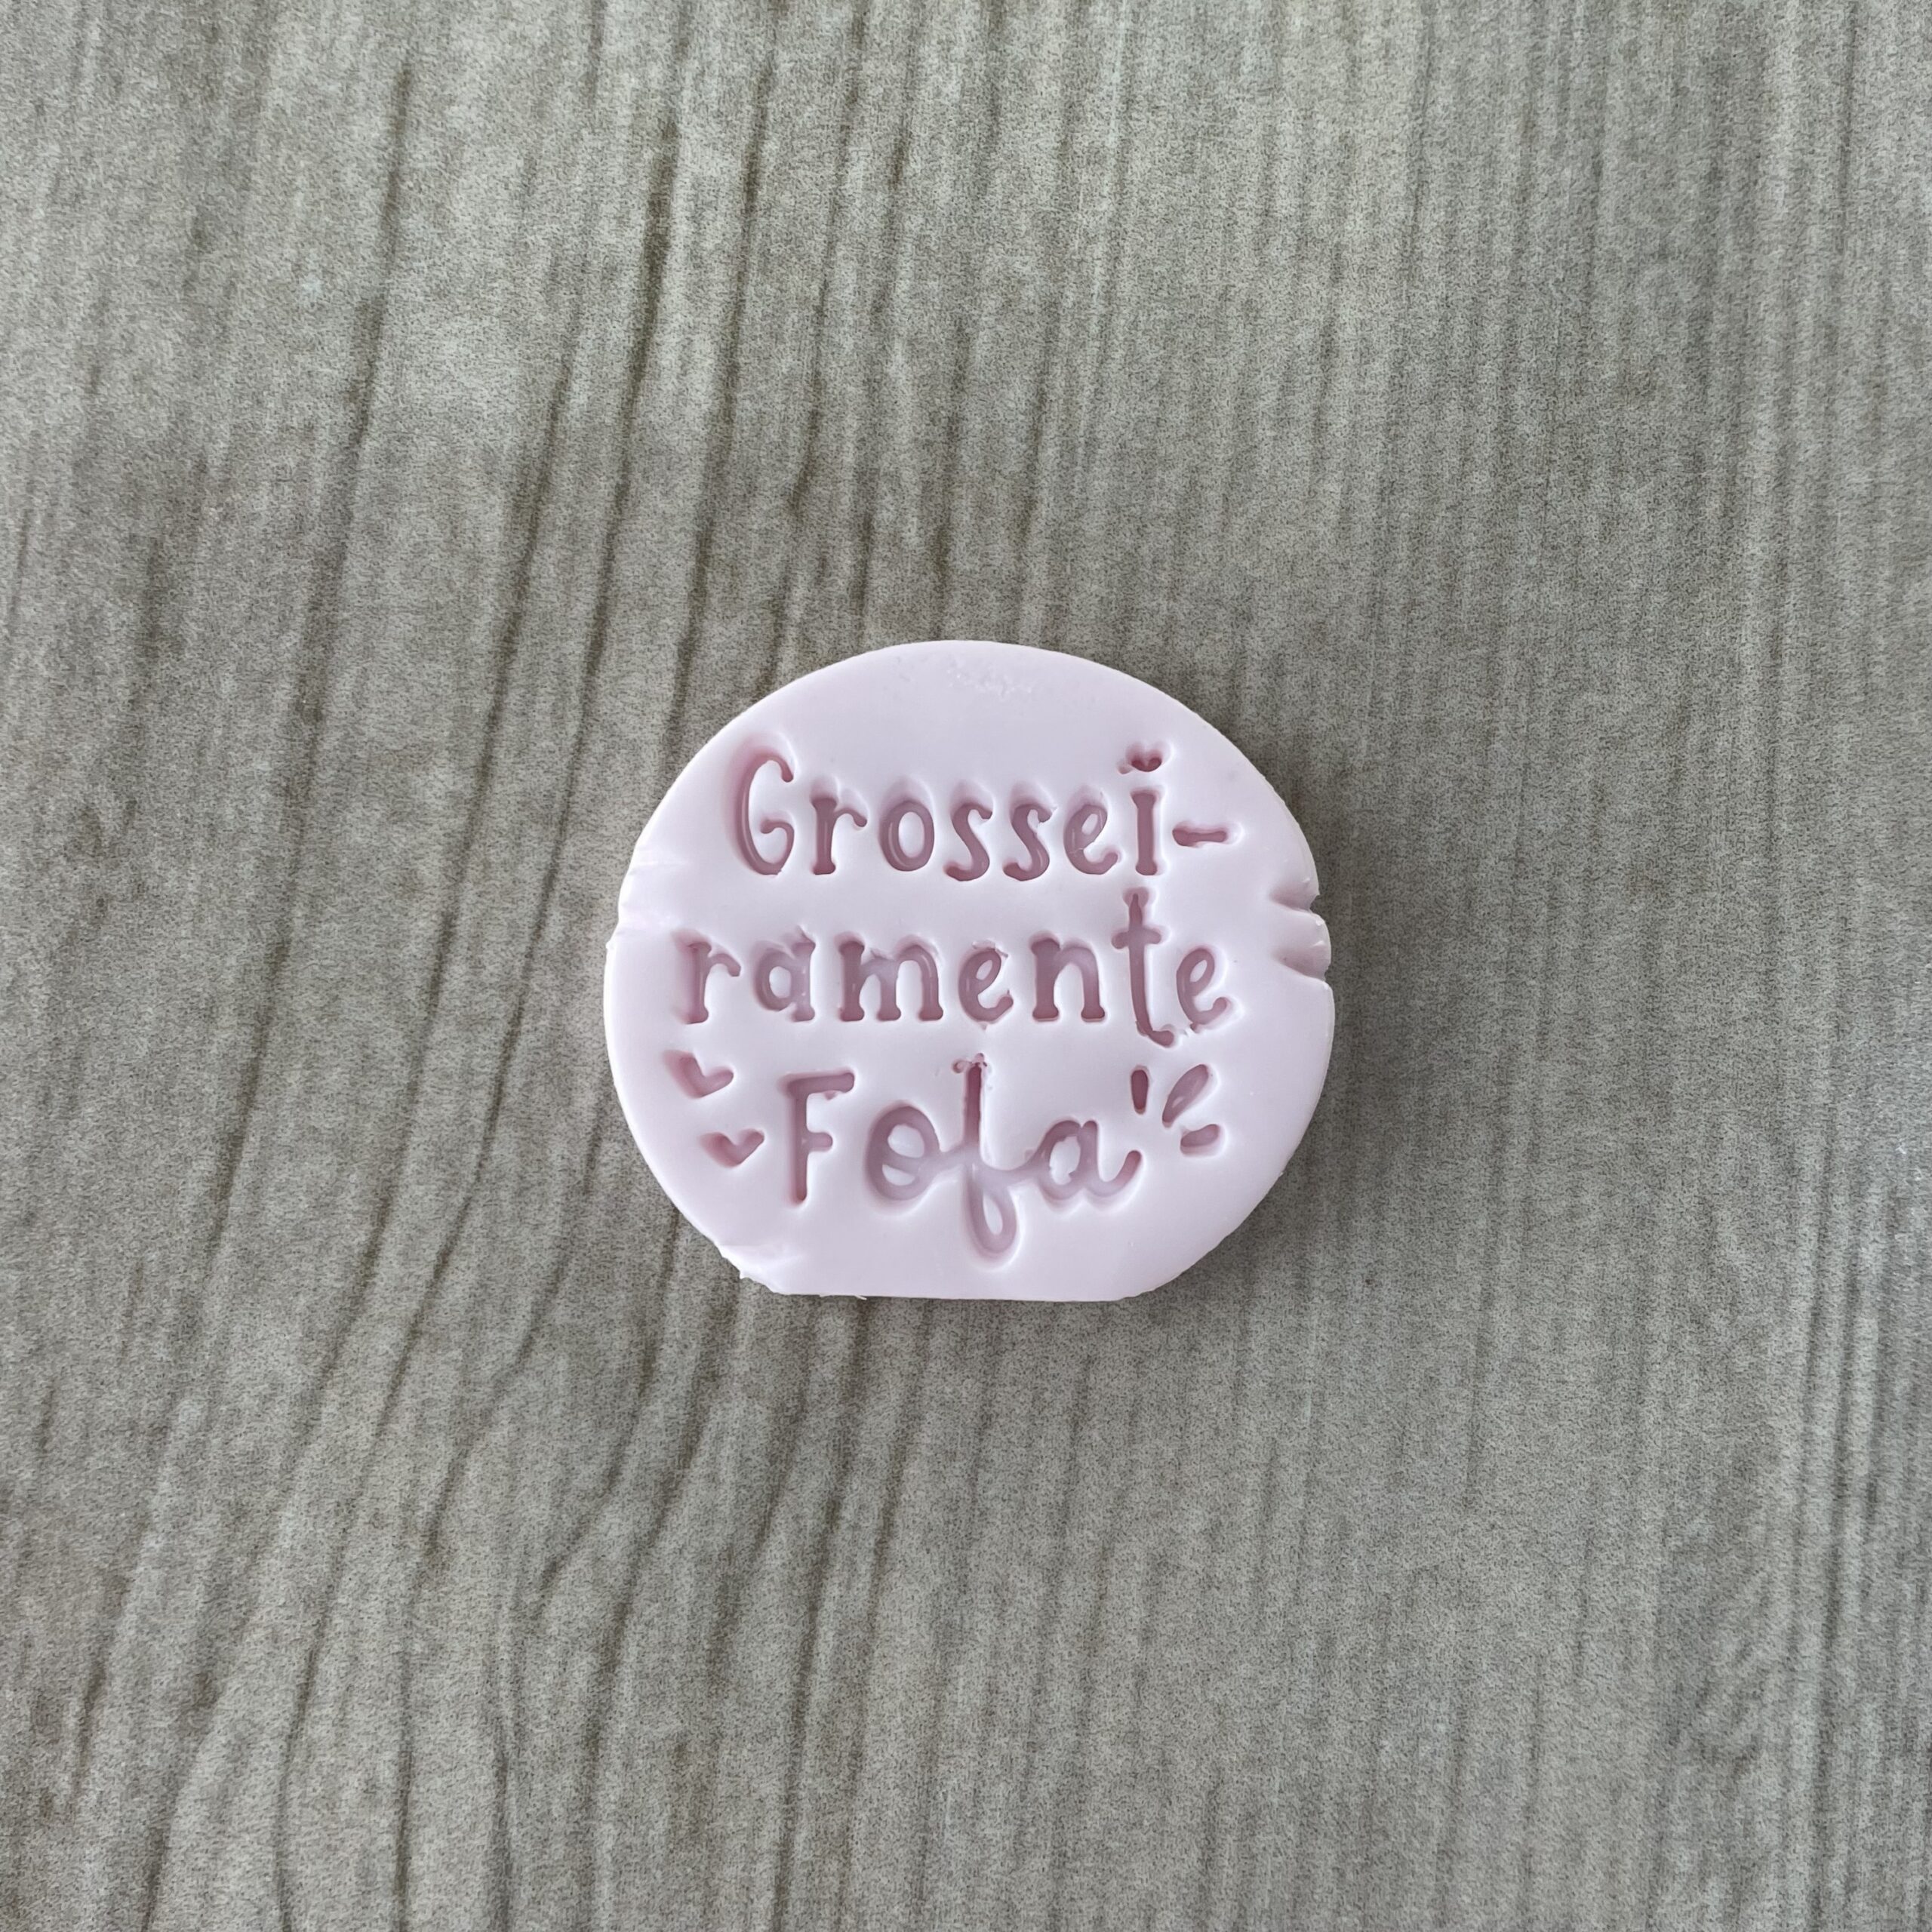 Grossei-
ramente
Fofa